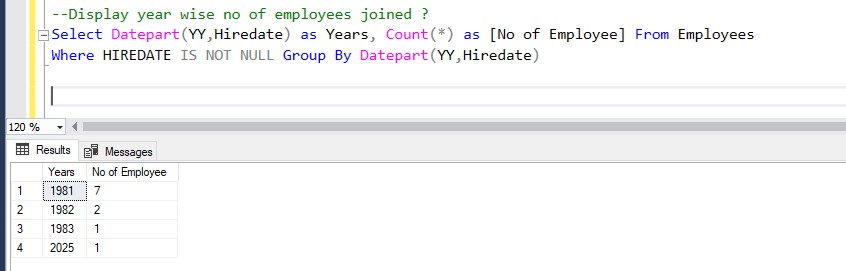 --Display year wise no of employees joined ?
Select Datepart(YY,Hiredate) as Years, Count(*) as [No of Employee] From Employees
Where HIREDATE IS NOT NULL Group By Datepart(YY,Hiredate)
120 %
Results Messages
Years No of Employee
1 1981 7
2 1982 2
3 1983 1
4 2025 1